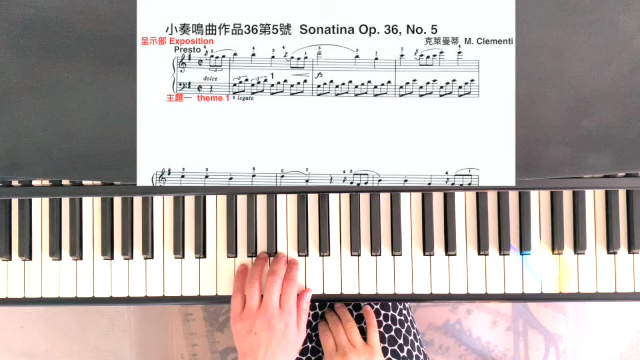 小奏鳴曲作品36第5號 Sonatina Op. 36, No. 5
呈示部 Exposition
克萊曼蒂 M. Clementi
Presto
dolce
1
主題一 theme 1
legato